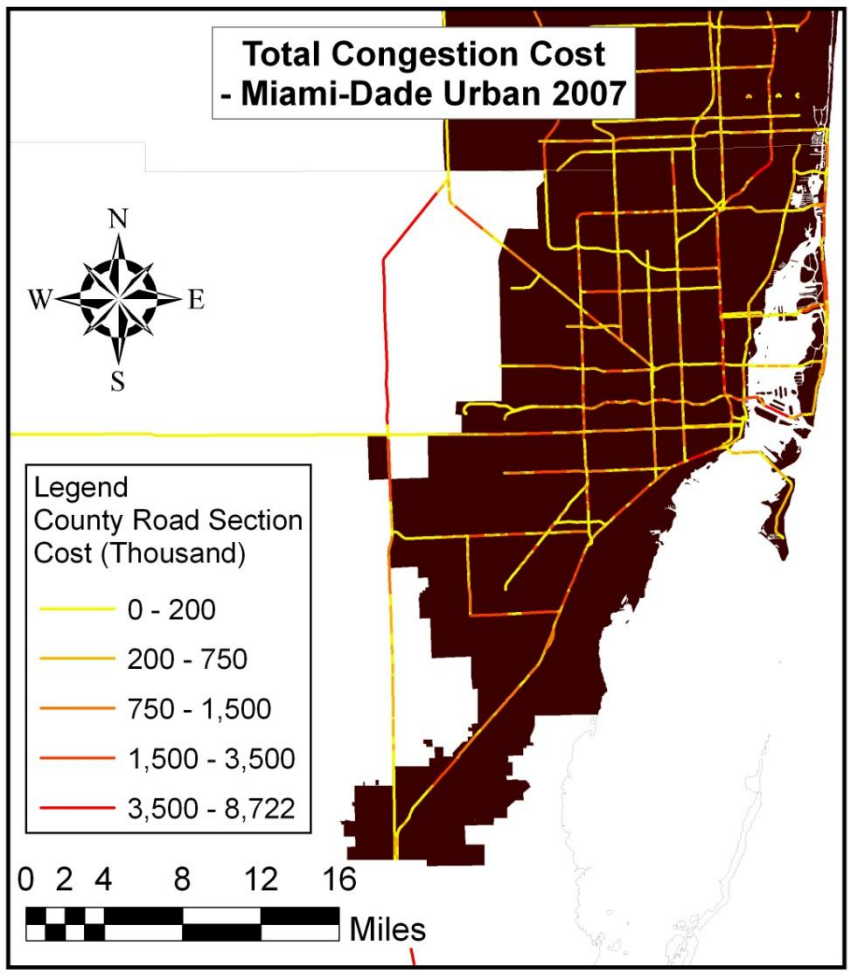 Total Congestion Cost
- Miami-Dade Urban 2007
N
W E
S
Legend
County Road Section
Cost (Thousand)
0 - 200
200 - 750
750 - 1,500
1,500 - 3,500
3,500 - 8,722
0 2 4 8 12 16
Miles